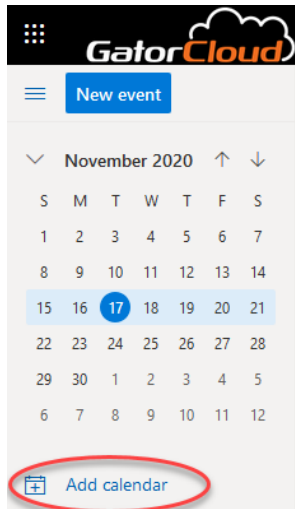 GatorCloud
New event
November 2020
S M T W T F S
1 2 3 4 5 6 7
8 9 10 11 12 13 14
15 16 17 18 19 20 21
22 23 24 25 26 27 28
29 30 1 2 3 4 5
6 7 8 9 10 11 12
Add calendar